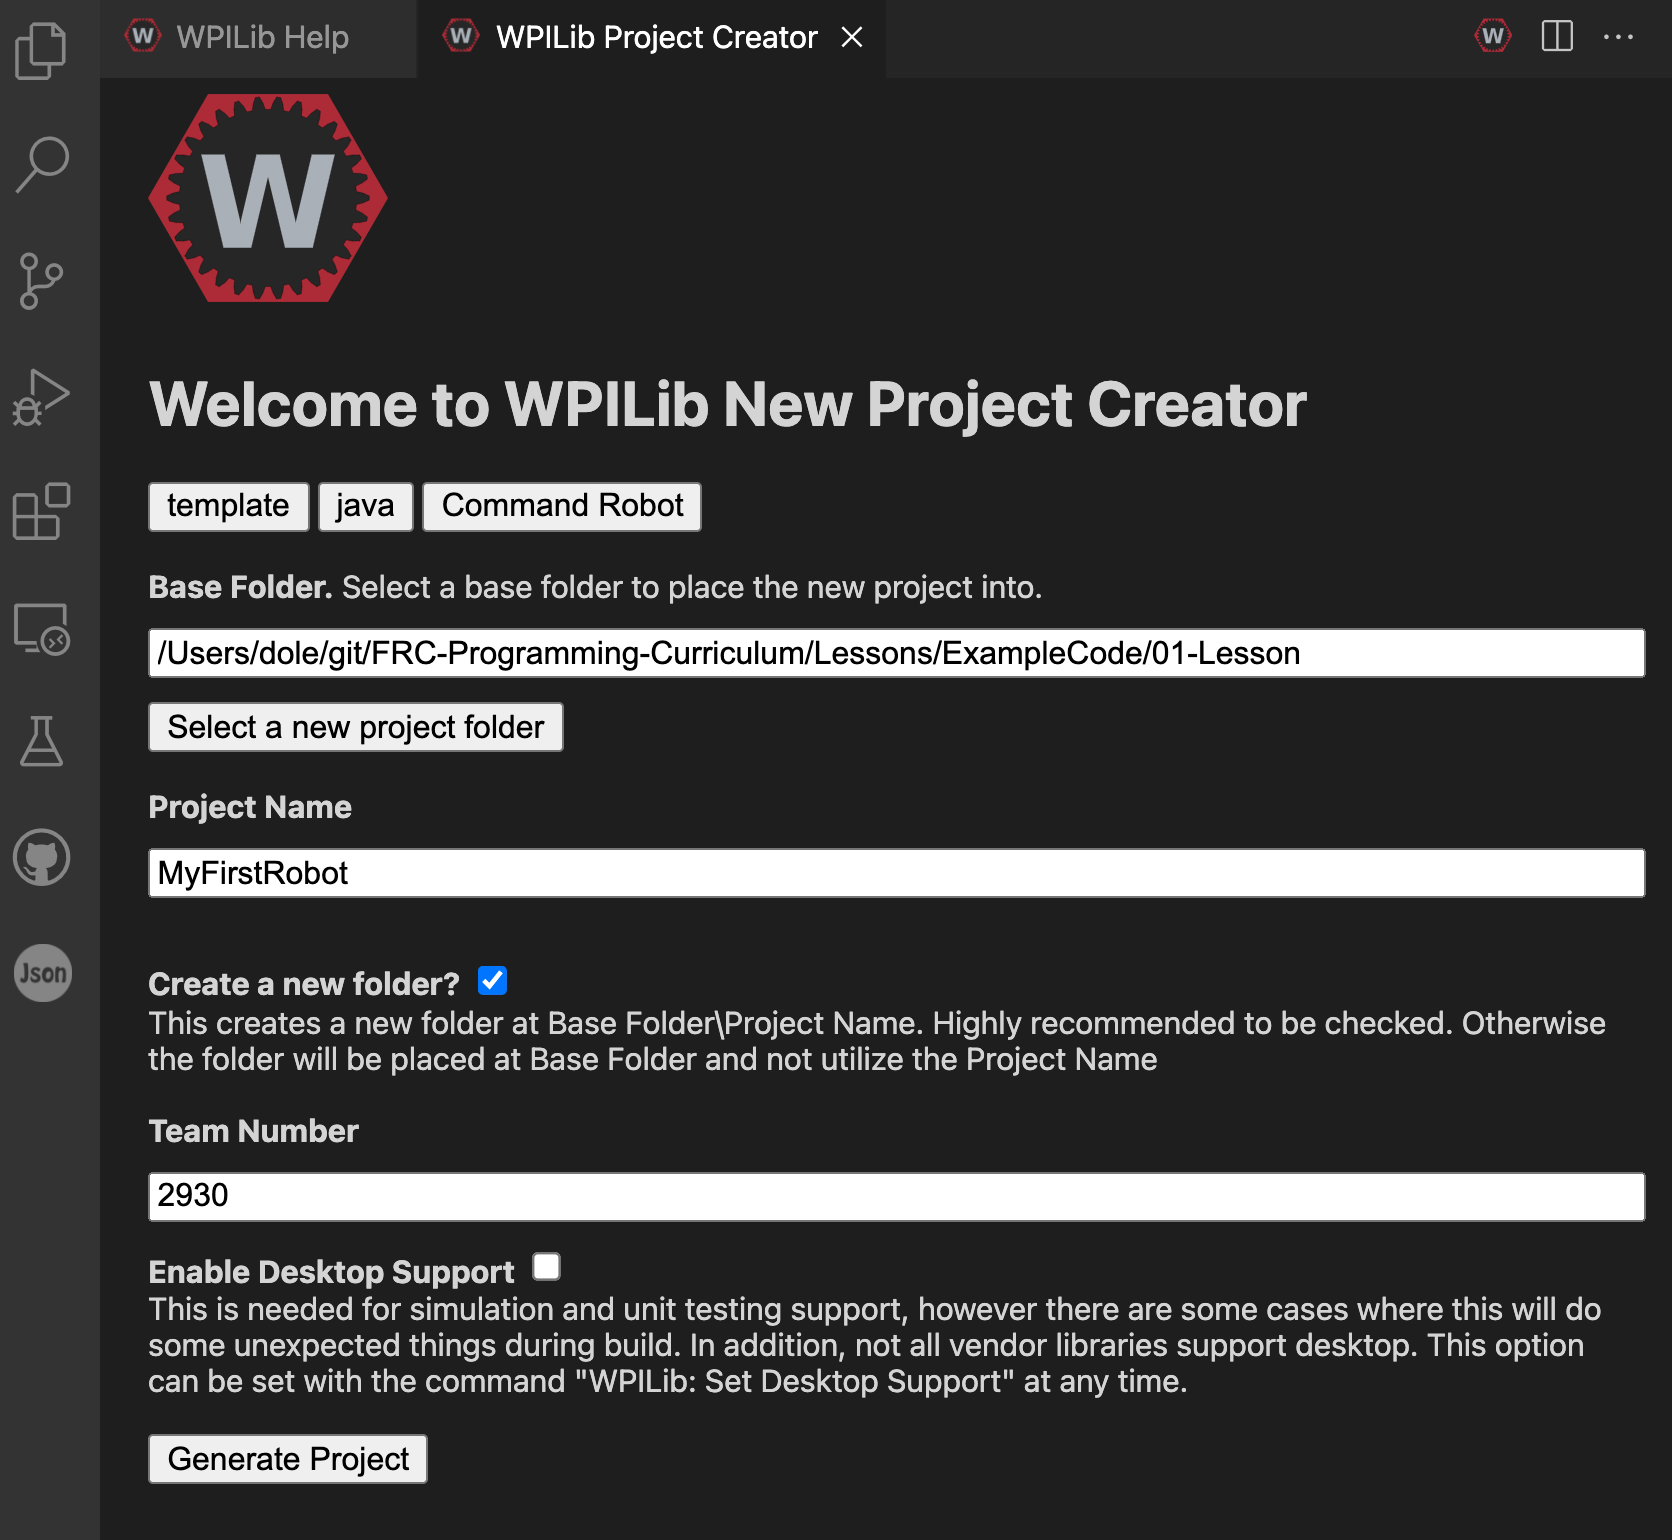 W WPILib Help W WPILib Project Creator W
W
Welcome to WPILib New Project Creator
template java Command Robot
Base Folder. Select a base folder to place the new project into.
/Users/dole/git/FRC-Programming-Curriculum/Lessons/ExampleCode/01-Lesson
Select a new project folder
Project Name
MyFirstRobot
Json
Create a new folder?
This creates a new folder at Base Folder\Project Name. Highly recommended to be checked. Otherwise
the folder will be placed at Base Folder and not utilize the Project Name
Team Number
2930
Enable Desktop Support
This is needed for simulation and unit testing support, however there are some cases where this will do
some unexpected things during build. In addition, not all vendor libraries support desktop. This option
can be set with the command "WPILib: Set Desktop Support" at any time.
Generate Project